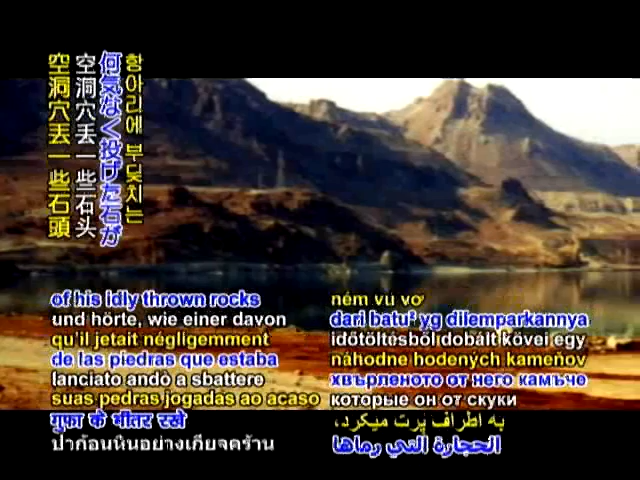 空洞穴丟一些石頭
空洞穴丢一些石头
何気なく投げた石が
항아리에 부딪치는
of his idly thrown rocks
und hörte, wie einer davon
qu'il jetait négligemment
de las piedras que estaba
lanciato andò a sbattere
suas pedras jogadas ao acaso
गुफा के भीतर रखे
ปาก้อนหินอย่างเกียจคร้าน
ném vu vơ
dari batu² yg dilemparkannya
időtöltésből dobált kövei egy
náhodne hodených kameňov
хвърленото от него камъче
которые он от скуки
به اطراف پرت میکرد،
الحجارة التي رماها